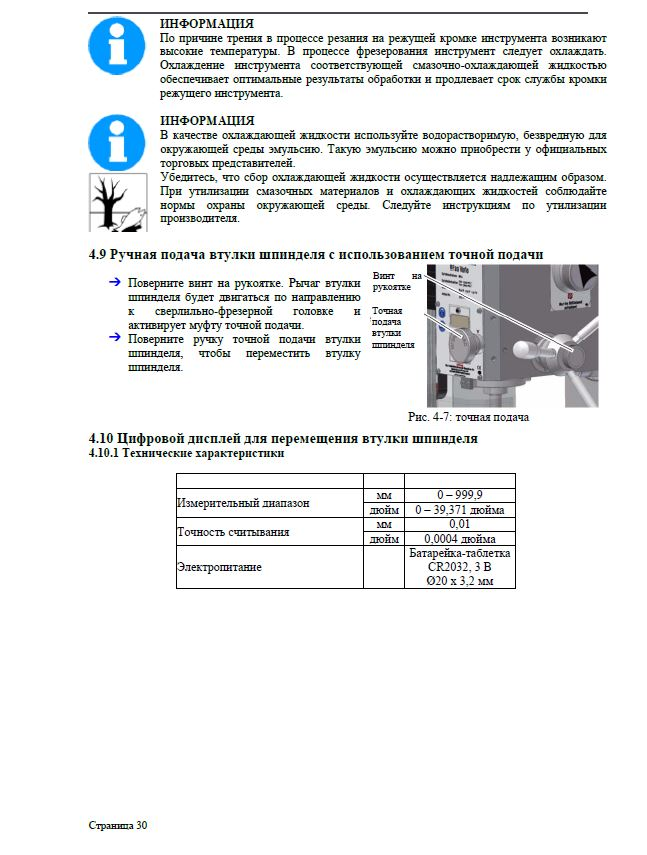 ИНФОРМАЦИЯ
По причине трения в процессе резания на режущей кромке инструмента возникают
высокие температуры. В процессе фрезерования инструмент следует охлаждать.
Охлаждение инструмента соответствующей смазочно-охлаждающей жидкостью
обеспечивает оптимальные результаты обработки и продлевает срок службы кромки
режущего инструмента.
ИНФОРМАЦИЯ
В качестве охлаждающей жидкости используйте водорастворимую, безвредную для
окружающей среды эмульсию. Такую эмульсию можно приобрести у официальных
торговых представителей.
Убедитесь, что сбор охлаждающей жидкости осуществляется надлежащим образом.
При утилизации смазочных материалов и охлаждающих жидкостей соблюдайте
нормы охраны окружающей среды. Следуйте инструкциям по утилизации
производителя.
4.9 Ручная подача втулки шпинделя с использованием точной подачи
➔ Поверните винт на рукоятке. Рычаг втулки
шпинделя будет двигаться по направлению
к сверлильно-фрезерной головке и
активирует муфту точной подачи.
➔ Поверните ручку точной подачи втулки
шпинделя, чтобы переместить втулку
шпинделя.
Винт на
рукоятке
Точная
подача
втулки
шпинделя
Рис. 4-7: точная подача
4.10 Цифровой дисплей для перемещения втулки шпинделя
4.10.1 Технические характеристики
Измерительный диапазон
мм 0 – 999,9
дюйм 0 – 39,371 дюйма
Точность считывания
мм 0,01
дюйм 0,0004 дюйма
Электропитание
Батарейка-таблетка
CR2032, 3 В
Ø20 x 3,2 мм
Страница 30